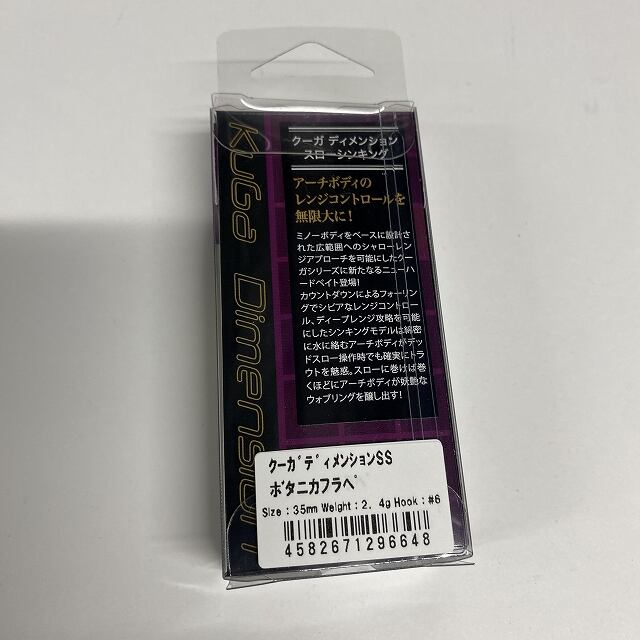 KuGa Dimension
クーガ ディメンション
スローシンキング
アーチボディの
レンジコントロールを
無限大に!
ミノーボディをベースに設計さ
れた広範囲へのシャローレン
ジアプローチを可能にしたクー
ガシリーズに新たなるニューハ
ードベイト登場!
カウントダウンによるフォーリン
グでシビアなレンジコントロー
ル、ディープレンジ攻略を可能
にしたシンキングモデルは綿密
に水に絡むアーチボディがデッ
ドスロー操作時でも確実にトラ
ウトを魅惑。スローに巻けば巻
くほどにアーチボディが妖艶な
ウォブリングを醸し出す!
クーガディメンションSS
ボタニカフラペ
Size : 35mm Weight : 2. 4g Hook : #6
4582671296648